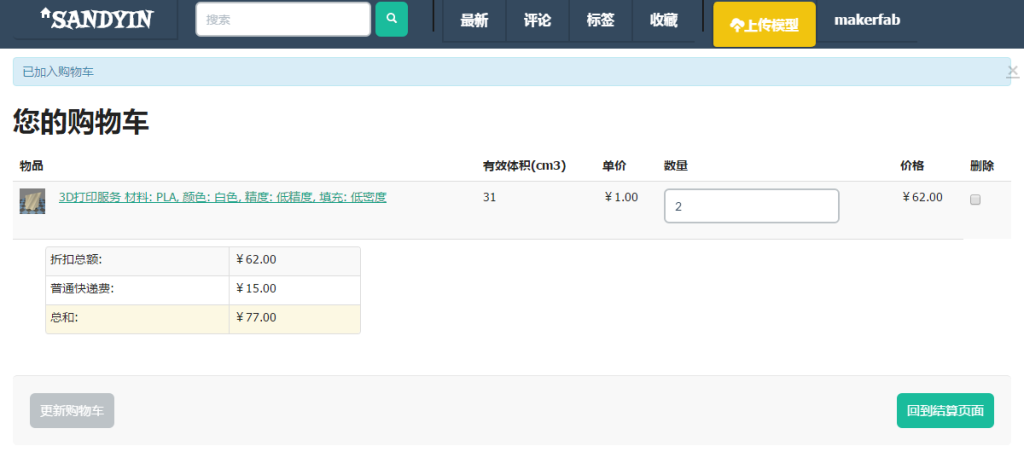 SANDYIN 搜索 最新 评论 标签 收藏 上传模型 makerfab
已加入购物车 ×
您的购物车
物品 有效体积(cm3) 单价 数量 价格 删除
3D打印服务 材料: PLA, 颜色: 白色, 精度: 低精度, 填充: 低密度 31 ¥1.00 2 ¥62.00
折扣总额: ¥62.00
普通快递费: ¥15.00
总和: ¥77.00
更新购物车 回到结算页面